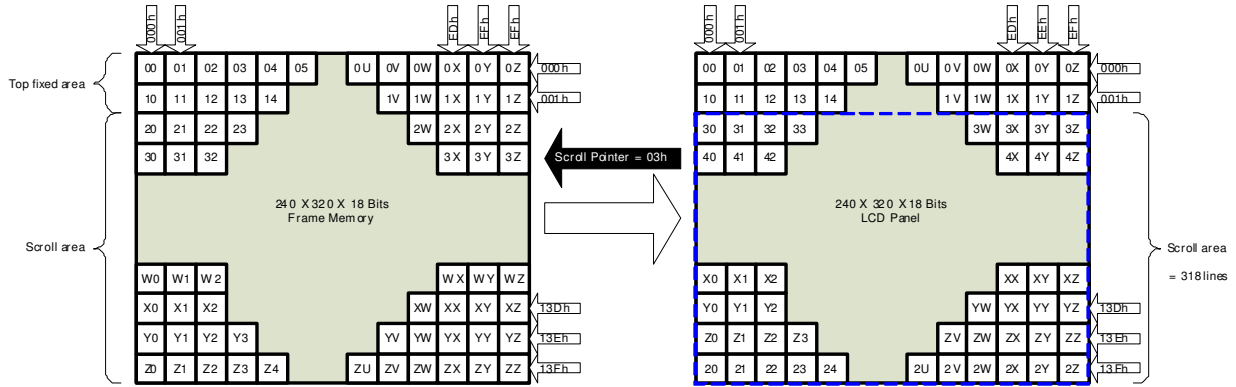 000h 001h EDh EFh EFh 000h 001h EDh EEh EFh
00 01 02 03 04 05 0U 0V 0W 0X 0Y 0Z 000h 00 01 02 03 04 05 0U 0V 0W 0X 0Y 0Z 000h
Top fixed area
10 11 12 13 14 1V 1W 1X 1Y 1Z 001h 10 11 12 13 14 1V 1W 1X 1Y 1Z 001h
20 21 22 23 2W 2X 2Y 2Z 30 31 32 33 3W 3X 3Y 3Z
30 31 32 3X 3Y 3Z Scroll Pointer = 03h 40 41 42 4X 4Y 4Z
240 X 320 X 18 Bits 240 X 320 X 18 Bits
Frame Memory LCD Panel
Scroll area Scroll area
= 318 lines
W0 W1 W2 WX WY WZ X0 X1 X2 XX XY XZ
X0 X1 X2 XW XX XY XZ 13Dh Y0 Y1 Y2 YW YX YY YZ 13Dh
Y0 Y1 Y2 Y3 YV YW YX YY YZ 13Eh Z0 Z1 Z2 Z3 ZV ZW ZX ZY ZZ 13Eh
Z0 Z1 Z2 Z3 Z4 ZU ZV ZW ZX ZY ZZ 13Fh 20 21 22 23 24 2U 2V 2W 2X 2Y 2Z 13Fh